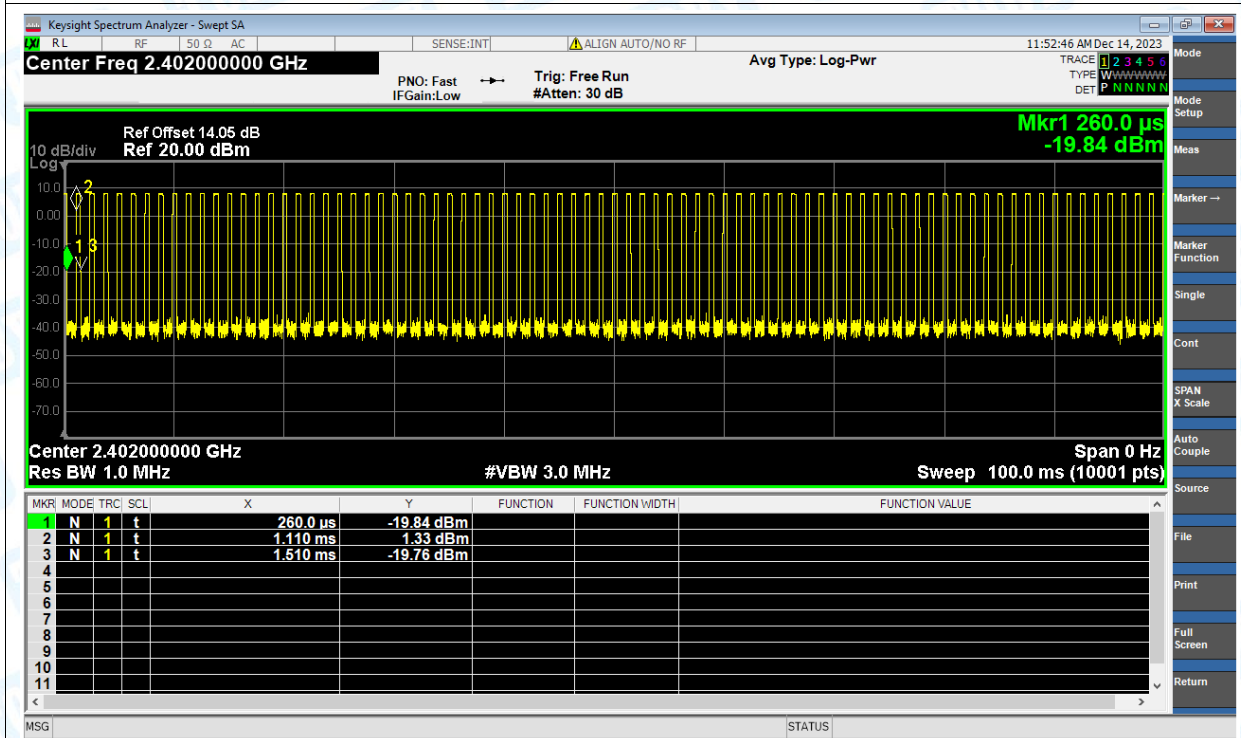 Keysight Spectrum Analyzer - Swept SA
LXI RL RF 50 Ω AC SENSE:INT ALIGN AUTO/NO RF 11:52:46 AM Dec 14, 2023
Center Freq 2.402000000 GHz Avg Type: Log-Pwr TRACE 1 2 3 4 5 6
PNO: Fast Trig: Free Run TYPE WWWWWW
IFGain:Low #Atten: 30 dB DET P N N N N N
Ref Offset 14.05 dB Mkr1 260.0 µs
10 dB/div Ref 20.00 dBm -19.84 dBm
Log
10.0
0.00
-10.0
-20.0
-30.0
-40.0
-50.0
-60.0
-70.0
2
1 3
Center 2.402000000 GHz Span 0 Hz
Res BW 1.0 MHz #VBW 3.0 MHz Sweep 100.0 ms (10001 pts)
MKR MODE TRC SCL X Y FUNCTION FUNCTION WIDTH FUNCTION VALUE
1 N 1 t 260.0 µs -19.84 dBm
2 N 1 t 1.110 ms 1.33 dBm
3 N 1 t 1.510 ms -19.76 dBm
4
5
6
7
8
9
10
11
MSG STATUS
Mode
Mode
Setup
Meas
Marker →
Marker
Function
Single
Cont
SPAN
X Scale
Auto
Couple
Source
File
Print
Full
Screen
Return